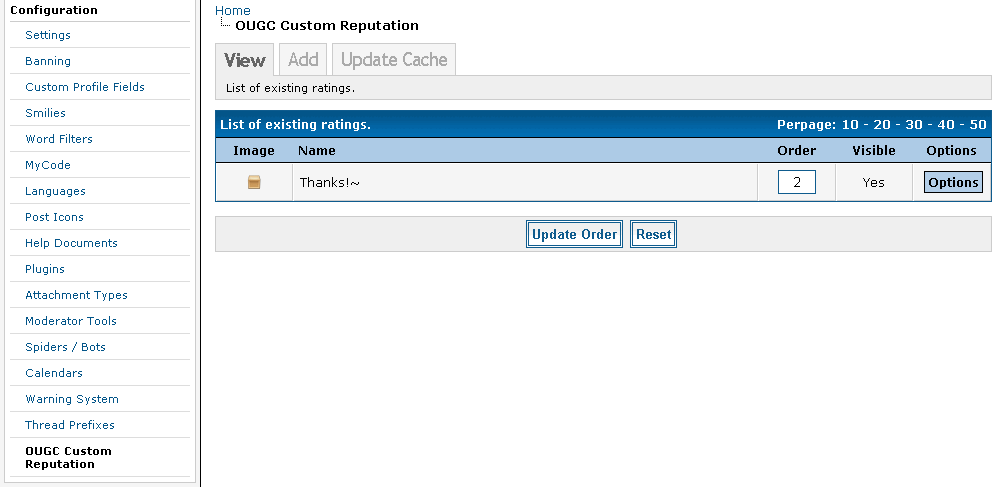 Configuration
Settings
Banning
Custom Profile Fields
Smilies
Word Filters
MyCode
Languages
Post Icons
Help Documents
Plugins
Attachment Types
Moderator Tools
Spiders / Bots
Calendars
Warning System
Thread Prefixes
OUGC Custom
Reputation
Home
OUGC Custom Reputation
View Add Update Cache
List of existing ratings.
List of existing ratings. Perpage: 10 - 20 - 30 - 40 - 50
Image Name Order Visible Options
Thanks!~ 2 Yes Options
Update Order Reset